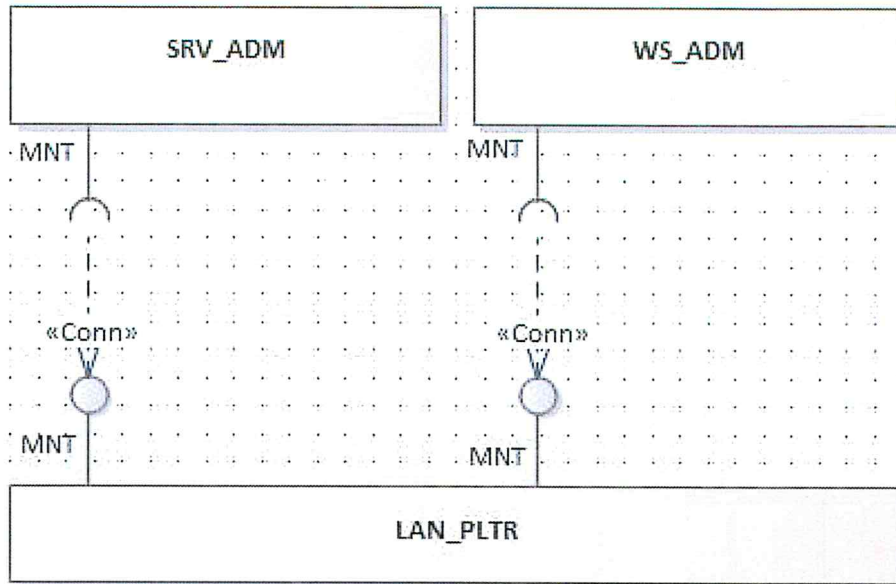 SRV_ADM
WS_ADM
MNT
MNT
«Conn»
«Conn»
MNT
MNT
LAN_PLTR